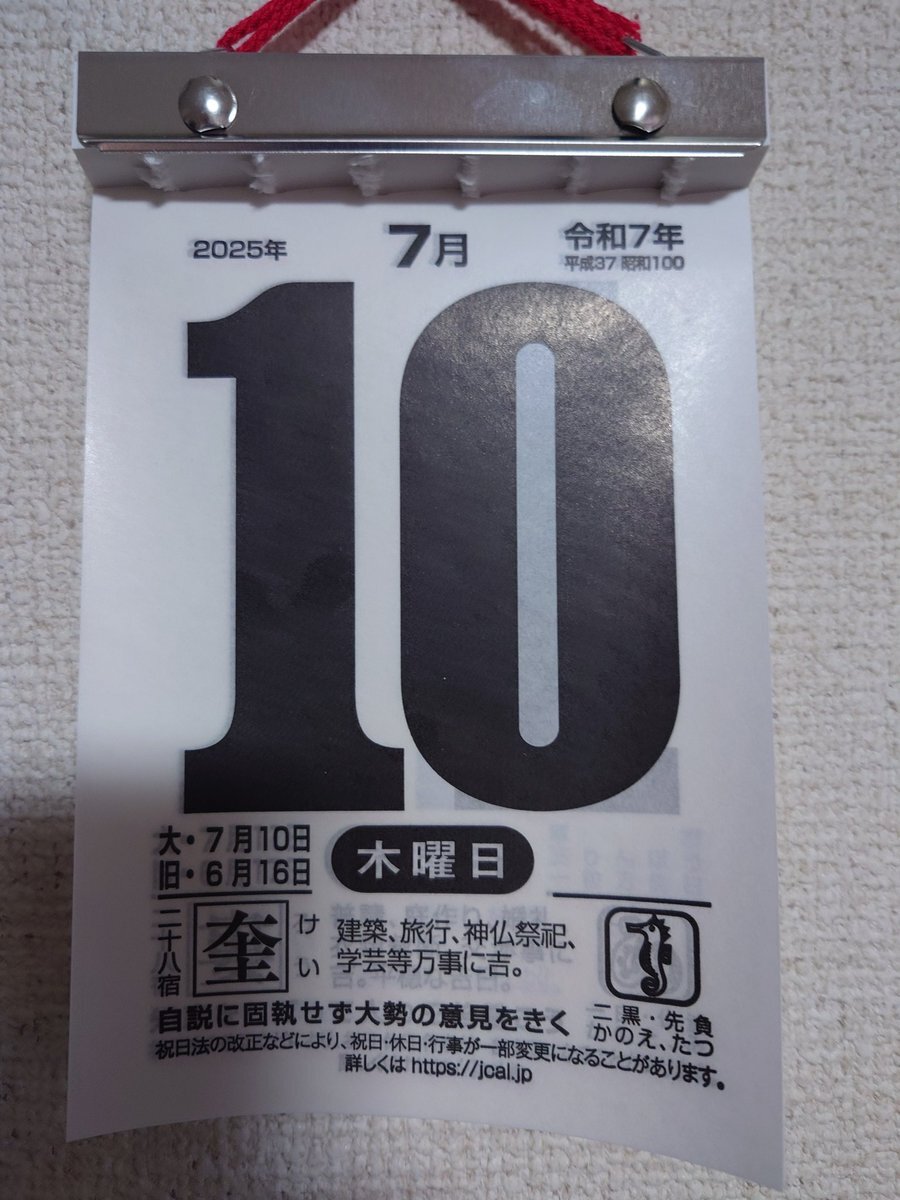 2025年 7月 令和7年
平成37 昭和100
10
大・7月10日
旧・6月16日
木曜日
二十八宿
奎
けい
建築、旅行、神仏祭祀、
学芸等万事に吉。
二黒・先負
かのえ、たつ
自説に固執せず大勢の意見をきく
祝日法の改正などにより、祝日・休日・行事が一部変更になることがあります。
詳しくは https://jcal.jp